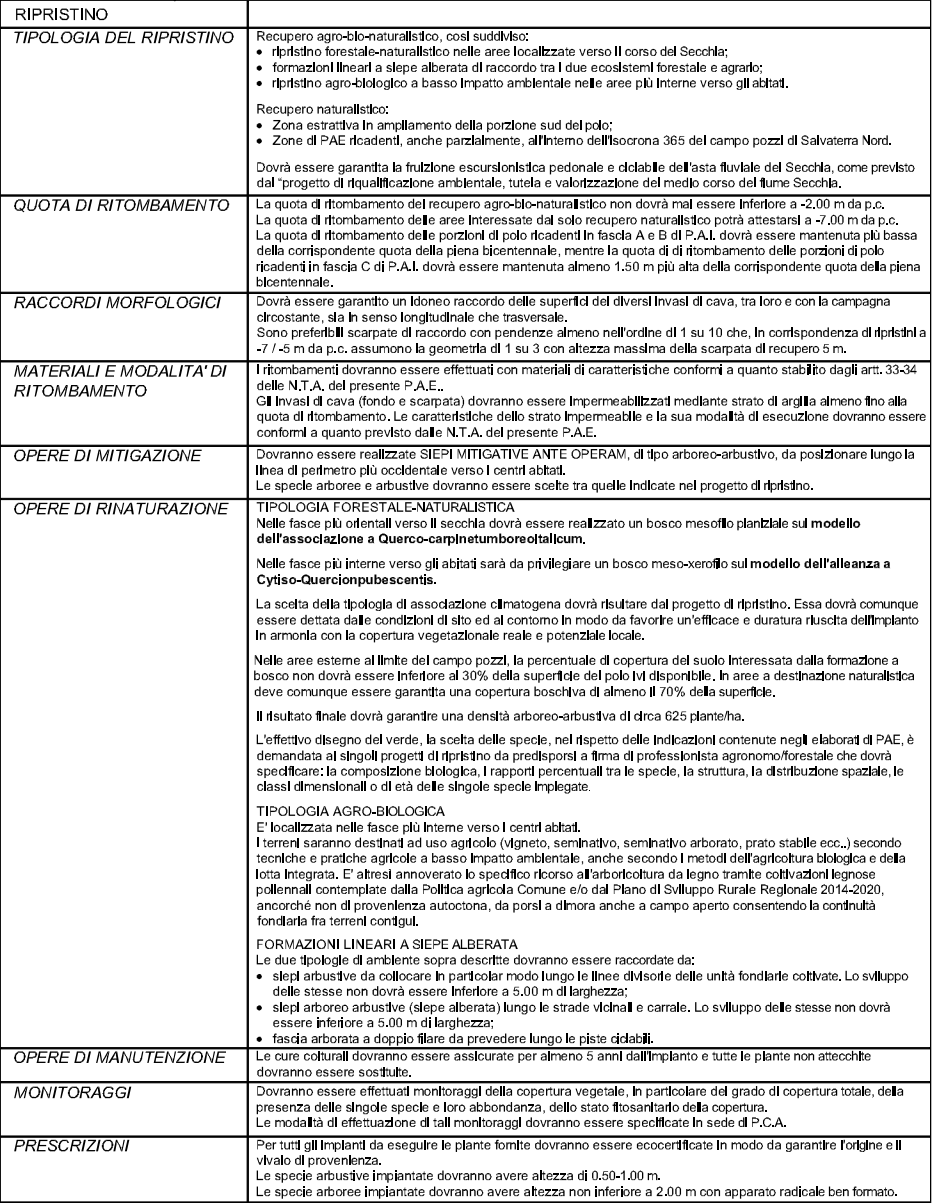 RIPRISTINO
TIPOLOGIA DEL RIPRISTINO
Recupero agro-bio-naturalistico, così suddiviso:
• ripristino forestale-naturalistico nelle aree localizzate verso il corso del Secchia;
• formazioni lineari a siepe alberata di raccordo tra i due ecosistemi forestale e agrario;
• ripristino agro-biologico a basso impatto ambientale nelle aree più interne verso gli abitati.
Recupero naturalistico:
• Zona estrattiva in ampliamento della porzione sud del polo;
• Zone di PAE ricadenti, anche parzialmente, all'interno dell'isocrona 365 del campo pozzi di Salvaterra Nord.
Dovrà essere garantita la fruizione escursionistica pedonale e ciclabile dell'asta fluviale del Secchia, come previsto
dal "progetto di riqualificazione ambientale, tutela e valorizzazione del medio corso del fiume Secchia.
QUOTA DI RITOMBAMENTO
La quota di ritombamento del recupero agro-bio-naturalistico non dovrà mai essere inferiore a -2.00 m da p.c.
La quota di ritombamento delle aree interessate dal solo recupero naturalistico potrà attestarsi a -7.00 m da p.c.
La quota di ritombamento delle porzioni di polo ricadenti in fascia A e B di P.A.I. dovrà essere mantenuta più bassa
della corrispondente quota della piena bicentennale, mentre la quota di di ritombamento delle porzioni di polo
ricadenti in fascia C di P.A.I. dovrà essere mantenuta almeno 1.50 m più alta della corrispondente quota della piena
bicentennale.
RACCORDI MORFOLOGICI
Dovrà essere garantito un idoneo raccordo delle superfici dei diversi invasi di cava, tra loro e con la campagna
circostante, sia in senso longitudinale che trasversale.
Sono preferibili scarpate di raccordo con pendenze almeno nell'ordine di 1 su 10 che, in corrispondenza di ripristini a
-7 / -5 m da p.c. assumono la geometria di 1 su 3 con altezza massima della scarpata di recupero 5 m.
MATERIALI E MODALITA' DI
RITOMBAMENTO
I ritombamenti dovranno essere effettuati con materiali di caratteristiche conformi a quanto stabilito dagli artt. 33-34
delle N.T.A. del presente P.A.E..
Gli invasi di cava (fondo e scarpata) dovranno essere impermeabilizzati mediante strato di argilla almeno fino alla
quota di ritombamento. Le caratteristiche dello strato impermeabile e la sua modalità di esecuzione dovranno essere
conformi a quanto previsto dalle N.T.A. del presente P.A.E.
OPERE DI MITIGAZIONE
Dovranno essere realizzate SIEPI MITIGATIVE ANTE OPERAM, di tipo arboreo-arbustivo, da posizionare lungo la
linea di perimetro più occidentale verso i centri abitati.
Le specie arboree e arbustive dovranno essere scelte tra quelle indicate nel progetto di ripristino.
OPERE DI RINATURAZIONE
TIPOLOGIA FORESTALE-NATURALISTICA
Nelle fasce più orientali verso il secchia dovrà essere realizzato un bosco mesofilo planiziale sul modello
dell'associazione a Querco-carpinetumboreoitalicum.
Nelle fasce più interne verso gli abitati sarà da privilegiare un bosco meso-xerofilo sul modello dell'alleanza a
Cytiso-Quercionpubescentis.
La scelta della tipologia di associazione climatogena dovrà risultare dal progetto di ripristino. Essa dovrà comunque
essere dettata dalle condizioni di sito ed al contorno in modo da favorire un'efficace e duratura riuscita dell'impianto
in armonia con la copertura vegetazionale reale e potenziale locale.
Nelle aree esterne al limite del campo pozzi, la percentuale di copertura del suolo interessata dalla formazione a
bosco non dovrà essere inferiore al 30% della superficie del polo ivi disponibile. In aree a destinazione naturalistica
deve comunque essere garantita una copertura boschiva di almeno il 70% della superficie.
Il risultato finale dovrà garantire una densità arboreo-arbustiva di circa 625 piante/ha.
L'effettivo disegno del verde, la scelta delle specie, nel rispetto delle indicazioni contenute negli elaborati di PAE, è
demandata ai singoli progetti di ripristino da predisporsi a firma di professionista agronomo/forestale che dovrà
specificare: la composizione biologica, i rapporti percentuali tra le specie, la struttura, la distribuzione spaziale, le
classi dimensionali o di età delle singole specie impiegate.
TIPOLOGIA AGRO-BIOLOGICA
E' localizzata nelle fasce più interne verso i centri abitati.
I terreni saranno destinati ad uso agricolo (vigneto, seminativo, seminativo arborato, prato stabile ecc..) secondo
tecniche e pratiche agricole a basso impatto ambientale, anche secondo i metodi dell'agricoltura biologica e della
lotta integrata. E' altresì annoverato lo specifico ricorso all'arboricoltura da legno tramite coltivazioni legnose
poliennali contemplate dalla Politica agricola Comune e/o dal Piano di Sviluppo Rurale Regionale 2014-2020,
ancorché non di provenienza autoctona, da porsi a dimora anche a campo aperto consentendo la continuità
fondiaria fra terreni contigui.
FORMAZIONI LINEARI A SIEPE ALBERATA
Le due tipologie di ambiente sopra descritte dovranno essere raccordate da:
• siepi arbustive da collocare in particolar modo lungo le linee divisorie delle unità fondiarie coltivate. Lo sviluppo
delle stesse non dovrà essere inferiore a 5.00 m di larghezza;
• siepi arboreo arbustive (siepe alberata) lungo le strade vicinali e carrale. Lo sviluppo delle stesse non dovrà
essere inferiore a 5.00 m di larghezza;
• fascia arborata a doppio filare da prevedere lungo le piste ciclabili.
OPERE DI MANUTENZIONE
Le cure colturali dovranno essere assicurate per almeno 5 anni dall'impianto e tutte le piante non attecchite
dovranno essere sostituite.
MONITORAGGI
Dovranno essere effettuati monitoraggi della copertura vegetale, in particolare del grado di copertura totale, della
presenza delle singole specie e loro abbondanza, dello stato fitosanitario della copertura.
Le modalità di effettuazione di tali monitoraggi dovranno essere specificate in sede di P.C.A.
PRESCRIZIONI
Per tutti gli impianti da eseguire le piante fornite dovranno essere ecocertificate in modo da garantire l'origine e il
vivaio di provenienza.
Le specie arbustive impiantate dovranno avere altezza di 0.50-1.00 m.
Le specie arboree impiantate dovranno avere altezza non inferiore a 2.00 m con apparato radicale ben formato.